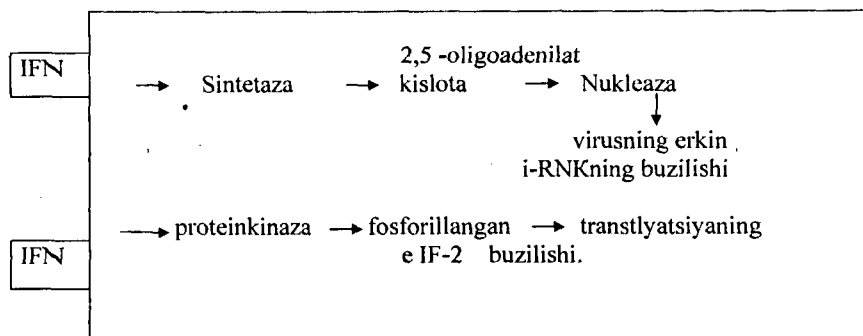 IFN
2,5 -oligoadenilat
Sintetaza kislota Nukleaza
virusning erkin
i-RNKning buzilishi
proteinkinaza fosforillangan transtlyatsiyaning
e IF-2 buzilishi.
IFN